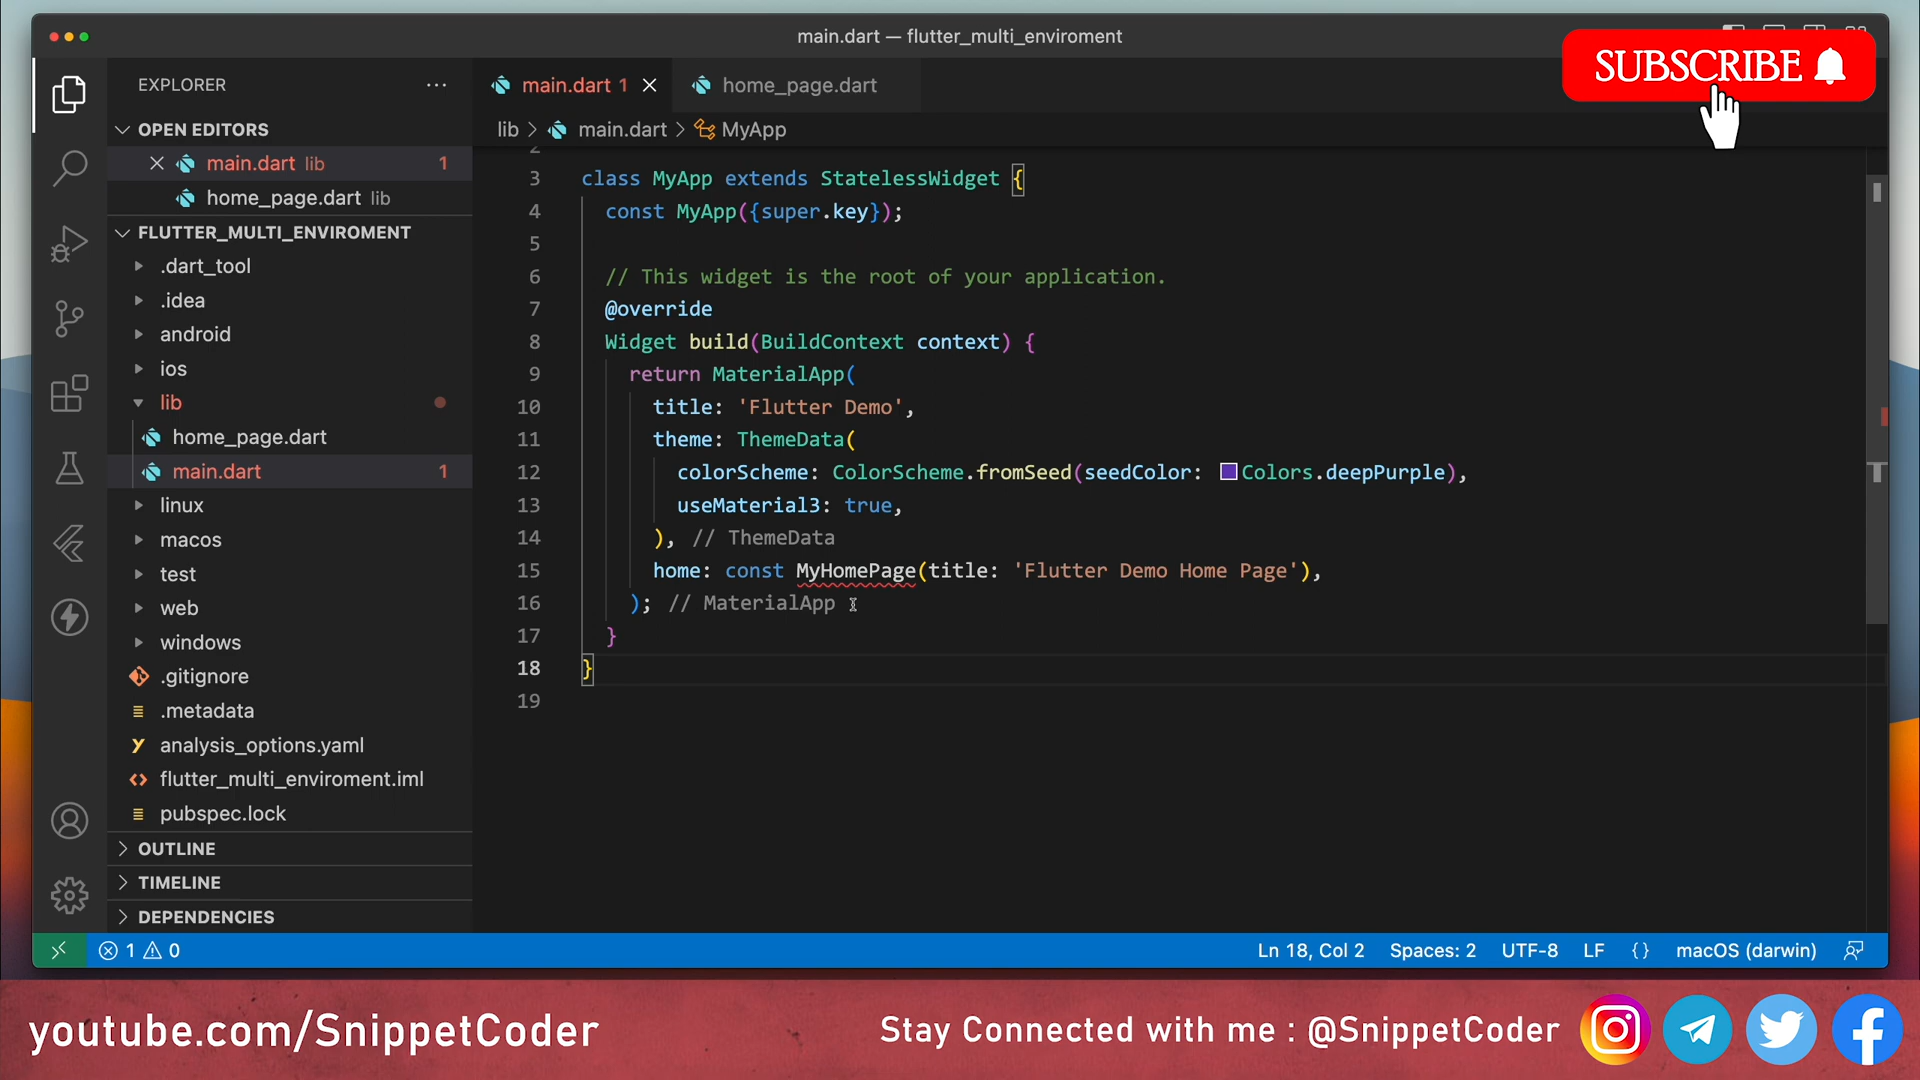 main.dart — flutter_multi_enviroment
SUBSCRIBE
EXPLORER
main.dart 1
home_page.dart
OPEN EDITORS
lib > main.dart > MyApp
main.dart lib 1
home_page.dart lib
FLUTTER_MULTI_ENVIROMENT
.dart_tool
.idea
android
ios
lib
home_page.dart
main.dart 1
linux
macos
test
web
windows
.gitignore
.metadata
analysis_options.yaml
flutter_multi_enviroment.iml
pubspec.lock
OUTLINE
TIMELINE
DEPENDENCIES
2
3 class MyApp extends StatelessWidget {
4 const MyApp({super.key});
5
6 // This widget is the root of your application.
7 @override
8 Widget build(BuildContext context) {
9 return MaterialApp(
10 title: 'Flutter Demo',
11 theme: ThemeData(
12 colorScheme: ColorScheme.fromSeed(seedColor: Colors.deepPurple),
13 useMaterial3: true,
14 ), // ThemeData
15 home: const MyHomePage(title: 'Flutter Demo Home Page'),
16 ); // MaterialApp
17 }
18 }
19
1 0
Ln 18, Col 2 Spaces: 2 UTF-8 LF {} macOS (darwin)
youtube.com/SnippetCoder
Stay Connected with me : @SnippetCoder